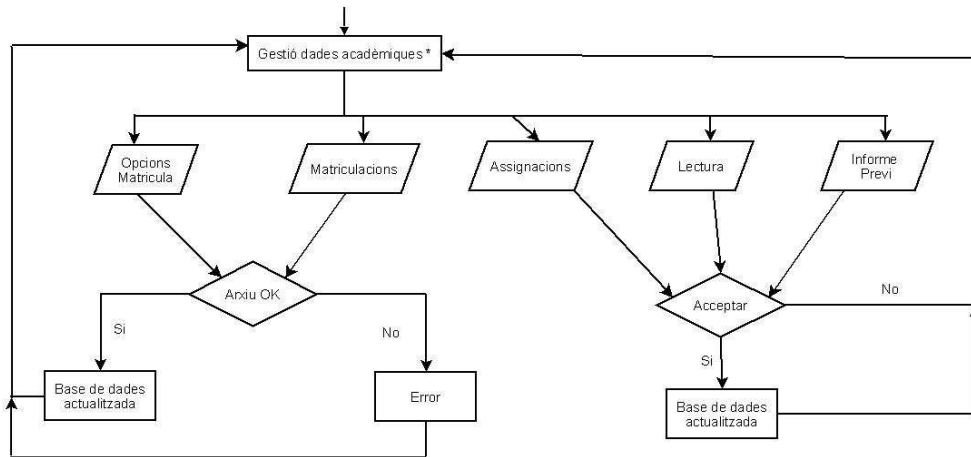 Gestió dades acadèmiques *
Opcions
Matricula
Matriculacions
Assignacions
Lectura
Informe
Previ
Arxiu OK
Acceptar
No
Si
No
Si
Base de dades
actualitzada
Error
Base de dades
actualitzada